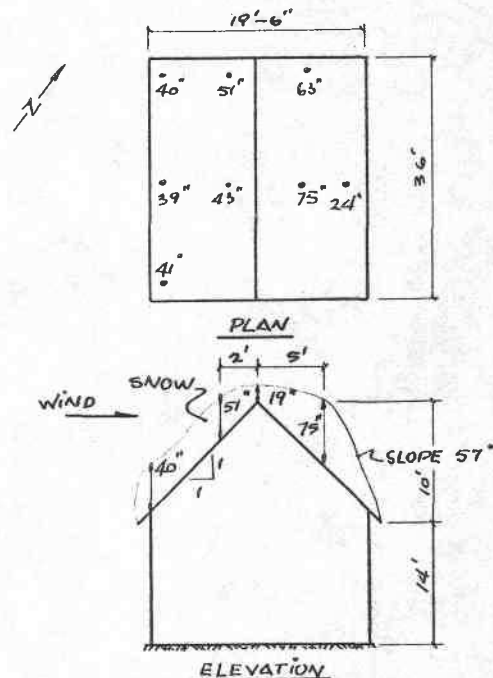 19'-6"
N
40" 51" 63"
39" 43" 75" 24"
41"
36'
PLAN
2' 5'
SNOW
WIND
51" 19" 75"
40"
1
1
SLOPE 57°
10'
14'
ELEVATION